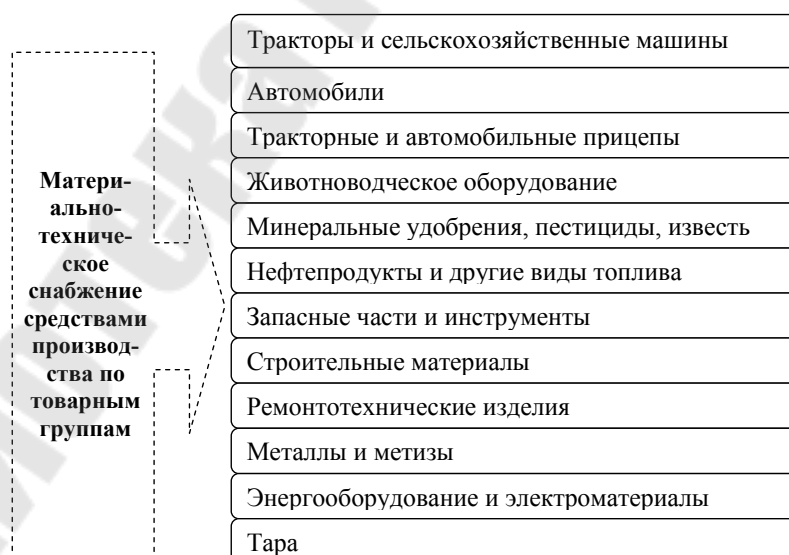 Матери-
ально-
техниче-
ское
снабжение
средствами
производ-
ства по
товарным
группам
Тракторы и сельскохозяйственные машины
Автомобили
Тракторные и автомобильные прицепы
Животноводческое оборудование
Минеральные удобрения, пестициды, известь
Нефтепродукты и другие виды топлива
Запасные части и инструменты
Строительные материалы
Ремонтотехнические изделия
Металлы и метизы
Энергооборудование и электроматериалы
Тара